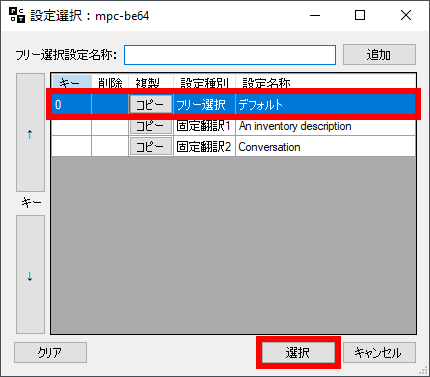 設定選択：mpc-be64
フリー選択設定名称: 追加
キー 削除 複製 設定種別 設定名称
0 コピー フリー選択 デフォルト
コピー 固定翻訳1 An inventory description
コピー 固定翻訳2 Conversation
↑
キー
↓
クリア 選択 キャンセル